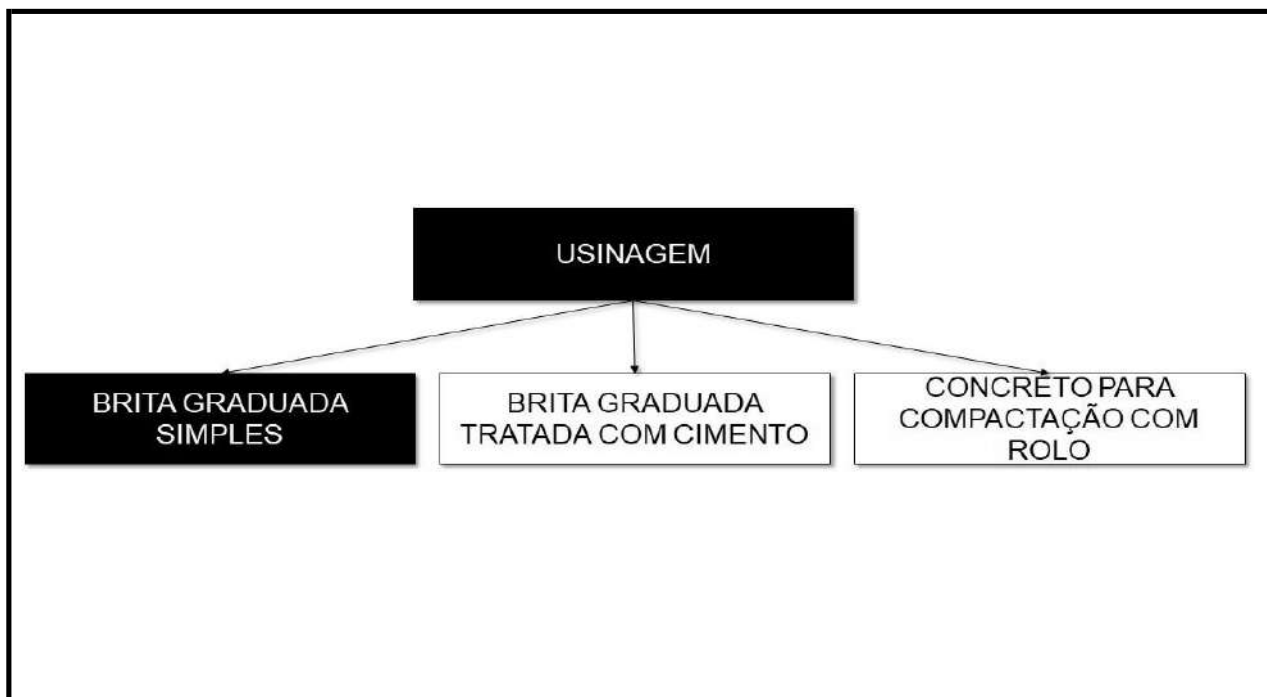 USINAGEM
BRITA GRADUADA
SIMPLES
BRITA GRADUADA
TRATADA COM CIMENTO
CONCRETO PARA
COMPACTAÇÃO COM
ROLO